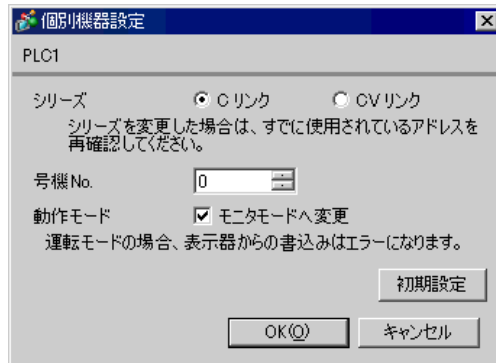 個別機器設定
PLC1
シリーズ Cリンク CVリンク
シリーズを変更した場合は、すでに使用されているアドレスを
再確認してください。
号機No. 0
動作モード モニタモードへ変更
運転モードの場合、表示器からの書込みはエラーになります。
初期設定
OK(O) キャンセル